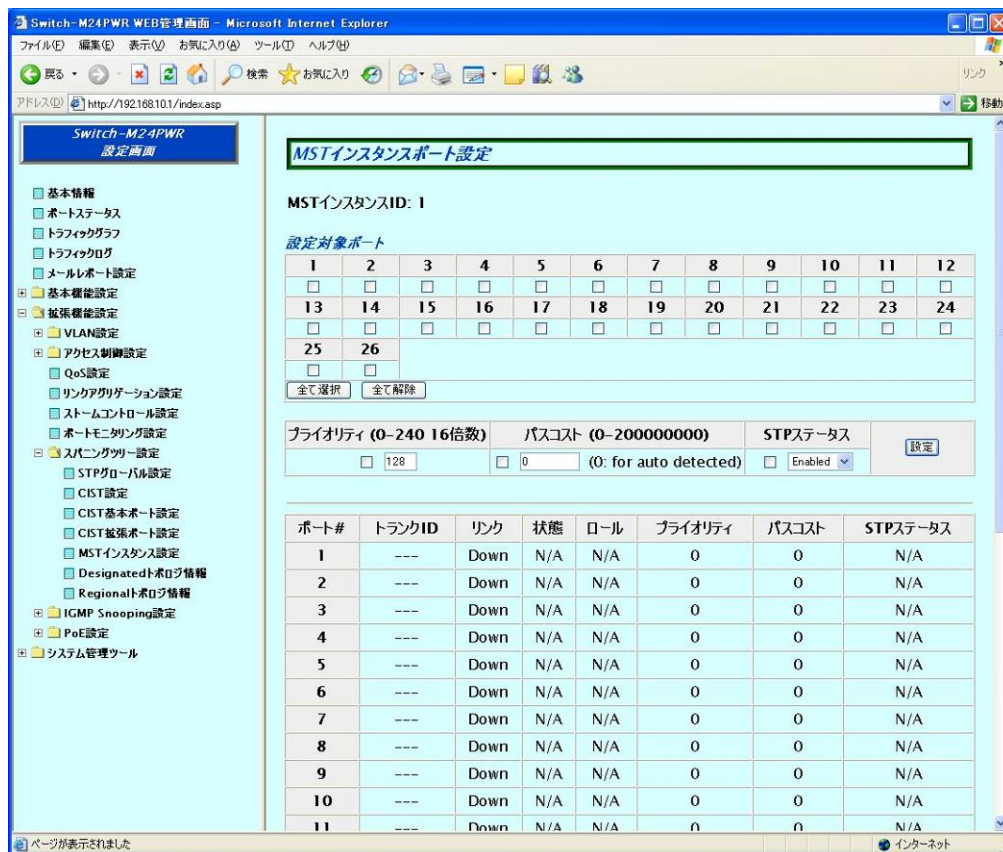 Switch-M24PWR WEB管理画面 - Microsoft Internet Explorer
ファイル(F) 編集(E) 表示(V) お気に入り(A) ツール(T) ヘルプ(H)
戻る 検索 お気に入り リンク
アドレス(D) http://192.168.10.1/index.asp 移動
Switch-M24PWR
設定画面
基本情報
ポートステータス
トラフィックグラフ
トラフィックログ
メールレポート設定
基本機能設定
拡張機能設定
VLAN設定
アクセス制御設定
QoS設定
リンクアグリゲーション設定
ストームコントロール設定
ポートモニタリング設定
スパニングツリー設定
STPグローバル設定
CIST設定
CIST基本ポート設定
CIST拡張ポート設定
MSTインスタンス設定
Designatedトポロジ情報
Regionalトポロジ情報
IGMP Snooping設定
PoE設定
システム管理ツール
MSTインスタンスポート設定
MSTインスタンスID: 1
設定対象ポート
1 2 3 4 5 6 7 8 9 10 11 12
13 14 15 16 17 18 19 20 21 22 23 24
25 26
全て選択 全て解除
プライオリティ (0-240 16倍数) パスコスト (0-200000000) STPステータス 設定
128 0 (0: for auto detected) Enabled
ポート# トランクID リンク 状態 ロール プライオリティ パスコスト STPステータス
1 --- Down N/A N/A 0 0 N/A
2 --- Down N/A N/A 0 0 N/A
3 --- Down N/A N/A 0 0 N/A
4 --- Down N/A N/A 0 0 N/A
5 --- Down N/A N/A 0 0 N/A
6 --- Down N/A N/A 0 0 N/A
7 --- Down N/A N/A 0 0 N/A
8 --- Down N/A N/A 0 0 N/A
9 --- Down N/A N/A 0 0 N/A
10 --- Down N/A N/A 0 0 N/A
11 --- Down N/A N/A 0 0 N/A
ページが表示されました インターネット